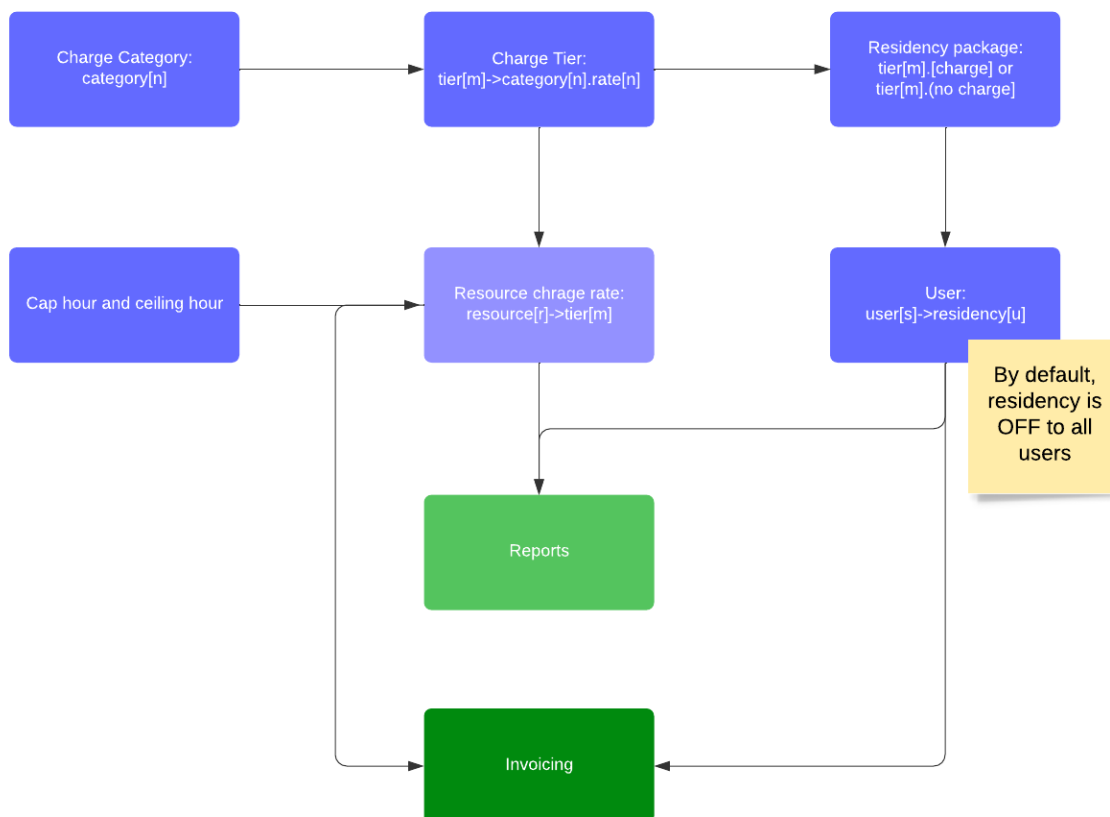 Charge Category:
category[n]
Charge Tier:
tier[m]->category[n].rate[n]
Residency package:
tier[m].[charge] or
tier[m].(no charge]
Cap hour and ceiling hour
Resource chrage rate:
resource[r]->tier[m]
User:
user[s]->residency[u]
By default,
residency is
OFF to all
users
Reports
Invoicing